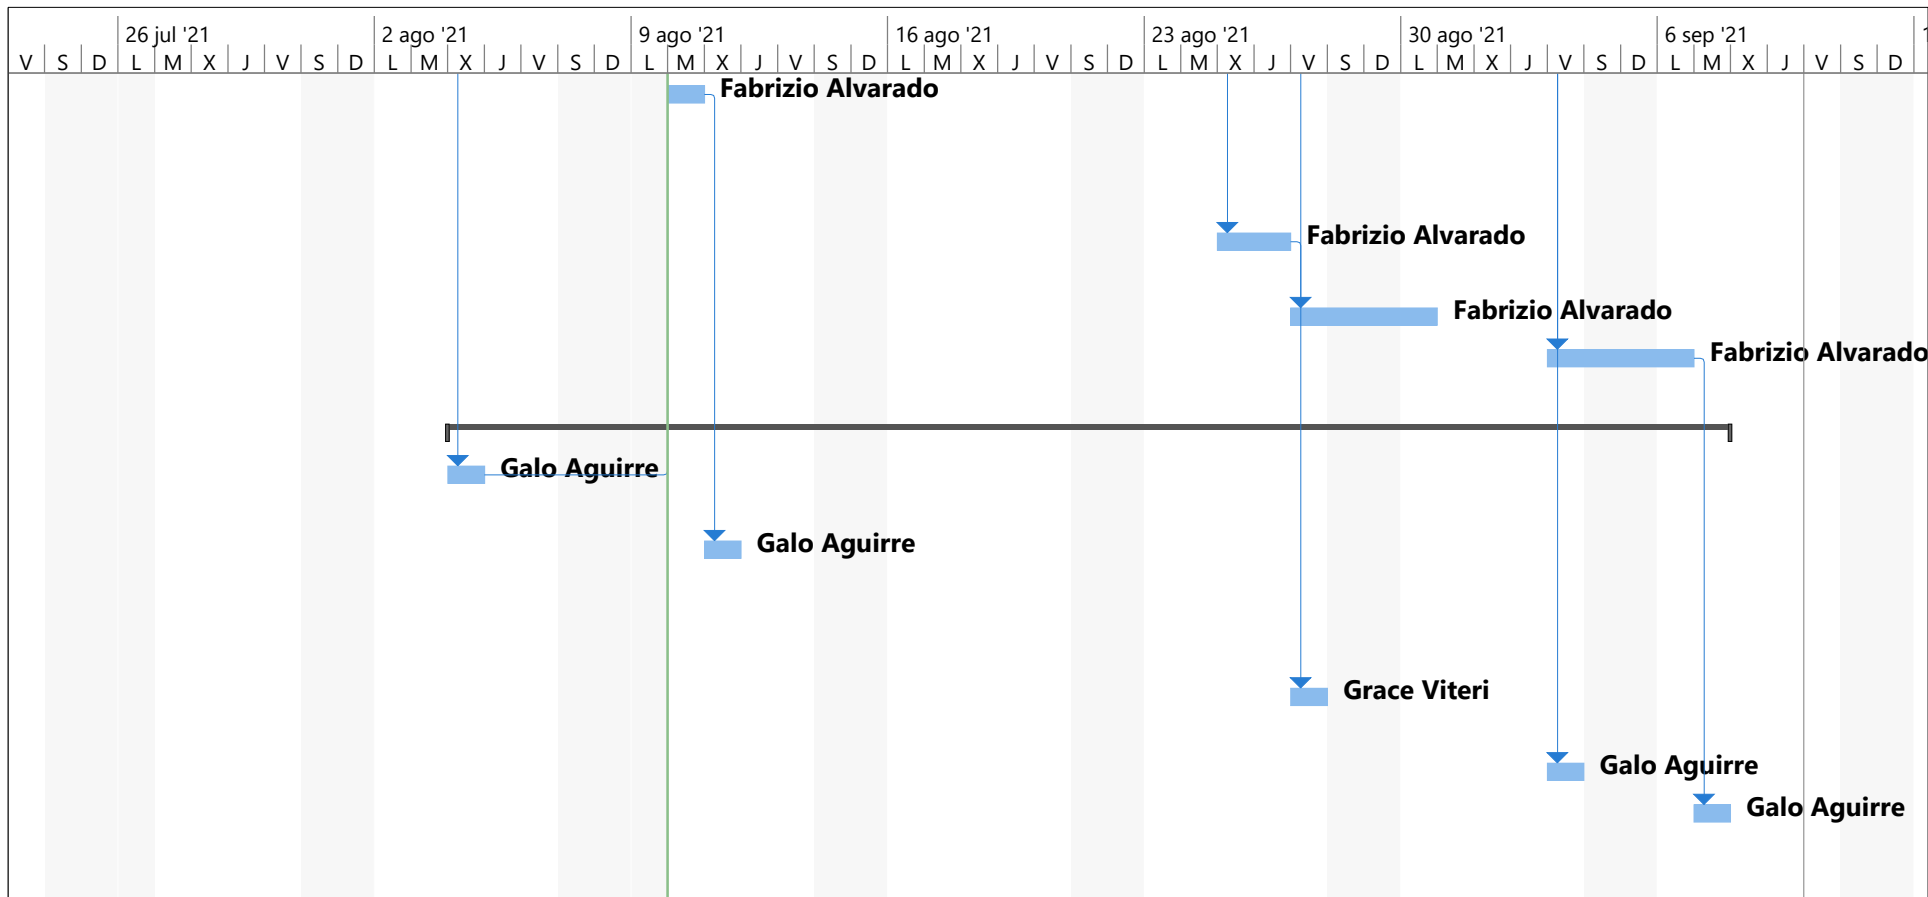 26 jul '21 2 ago '21 9 ago '21 16 ago '21 23 ago '21 30 ago '21 6 sep '21 1
V S D L M X J V S D L M X J V S D L M X J V S D L M X J V S D L M X J V S D L M X J V S D L M X J V S D
Fabrizio Alvarado
Fabrizio Alvarado
Fabrizio Alvarado
Fabrizio Alvarado
Galo Aguirre
Galo Aguirre
Grace Viteri
Galo Aguirre
Galo Aguirre